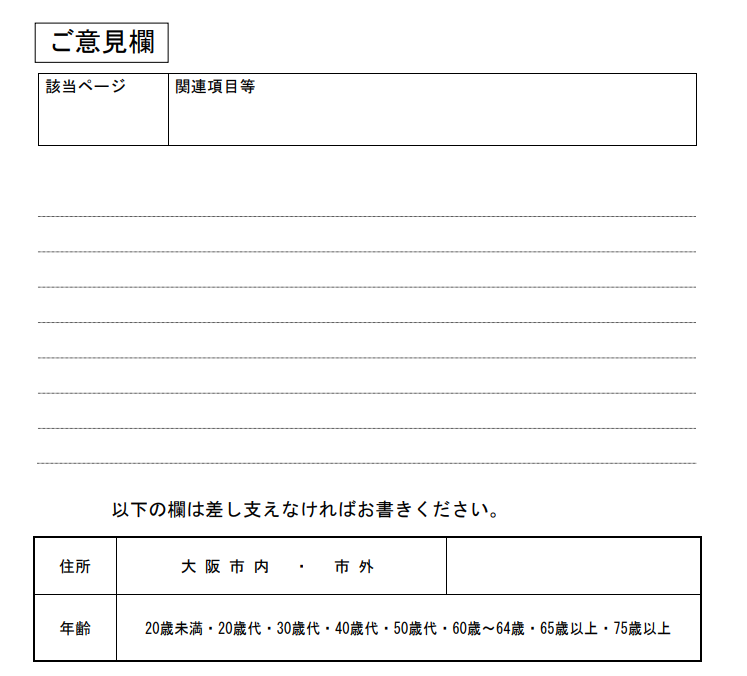 ご意見欄
該当ページ 関連項目等
以下の欄は差し支えなければお書きください。
住所 大阪市内 ・ 市外
年齢 20歳未満・20歳代・30歳代・40歳代・50歳代・60歳～64歳・65歳以上・75歳以上